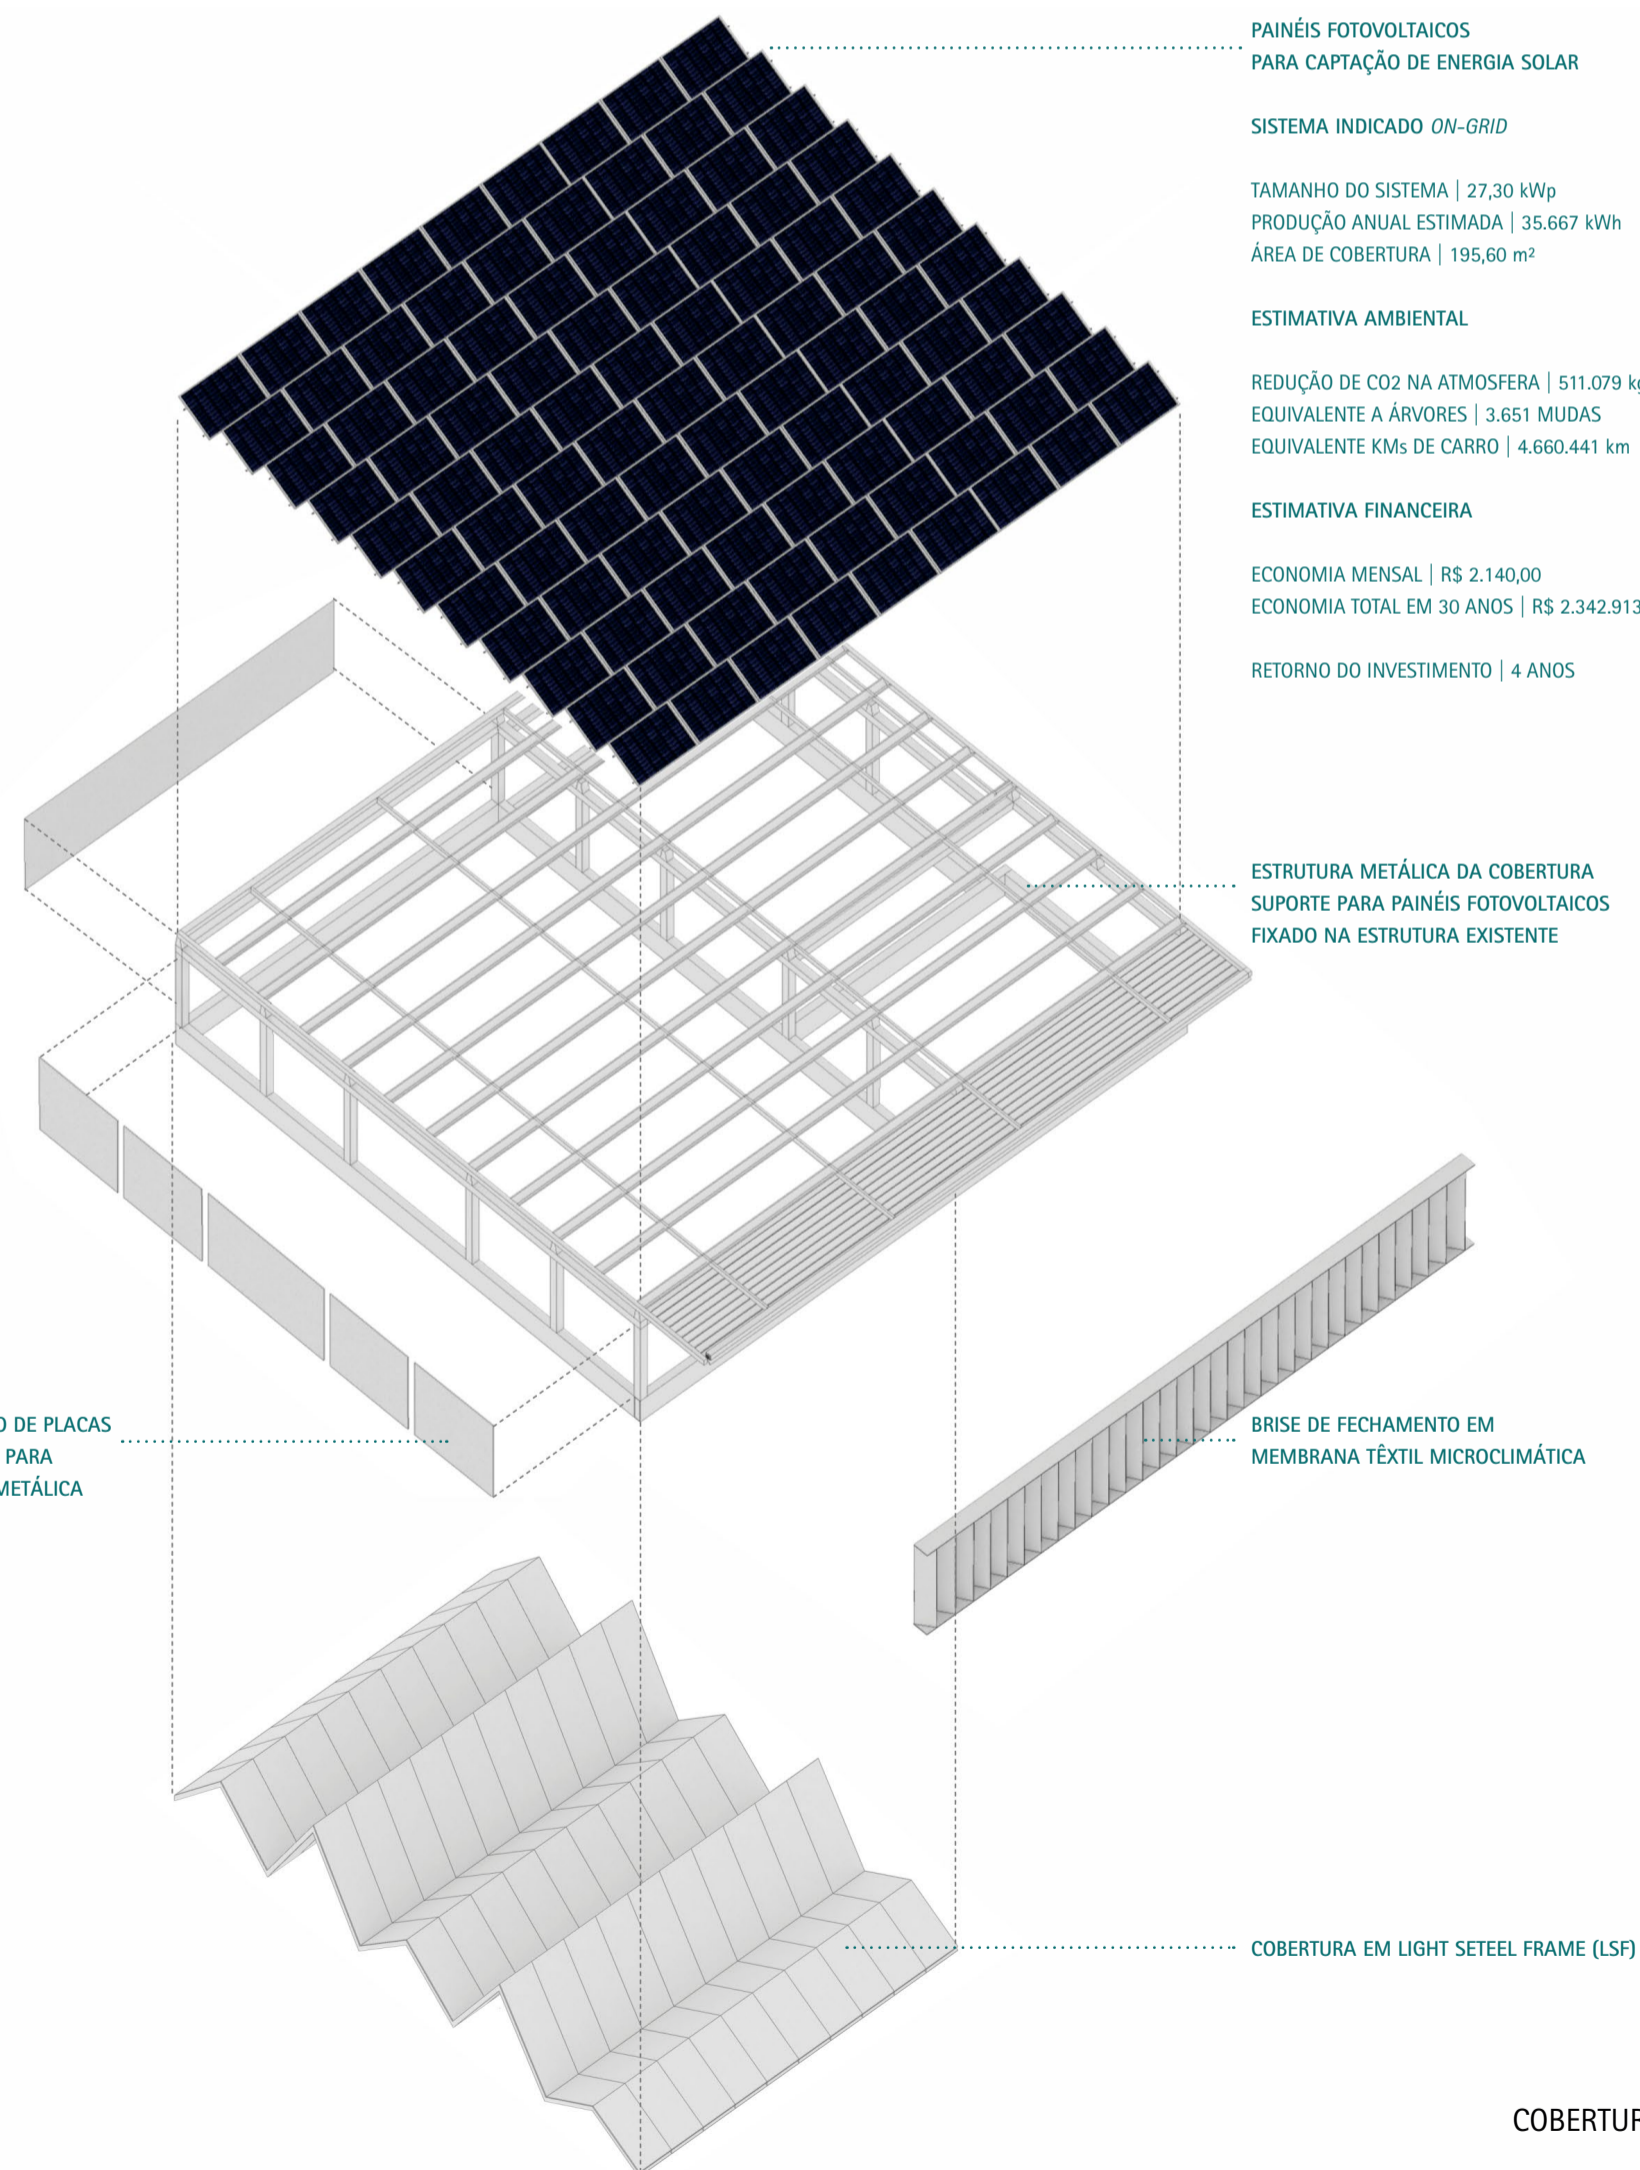 PAINÉIS FOTOVOLTAICOS
PARA CAPTAÇÃO DE ENERGIA SOLAR
SISTEMA INDICADO ON-GRID
TAMANHO DO SISTEMA | 27,30 kWp
PRODUÇÃO ANUAL ESTIMADA | 35.667 kWh
ÁREA DE COBERTURA | 195,60 m²
ESTIMATIVA AMBIENTAL
REDUÇÃO DE CO2 NA ATMOSFERA | 511.079 kg
EQUIVALENTE A ÁRVORES | 3.651 MUDAS
EQUIVALENTE KMs DE CARRO | 4.660.441 km
ESTIMATIVA FINANCEIRA
ECONOMIA MENSAL | R$ 2.140,00
ECONOMIA TOTAL EM 30 ANOS | R$ 2.342.913
RETORNO DO INVESTIMENTO | 4 ANOS
ESTRUTURA METÁLICA DA COBERTURA
SUPORTE PARA PAINÉIS FOTOVOLTAICOS
FIXADO NA ESTRUTURA EXISTENTE
O DE PLACAS
PARA
METÁLICA
BRISE DE FECHAMENTO EM
MEMBRANA TÊXTIL MICROCLIMÁTICA
COBERTURA EM LIGHT SETEEL FRAME (LSF)
COBERTUR